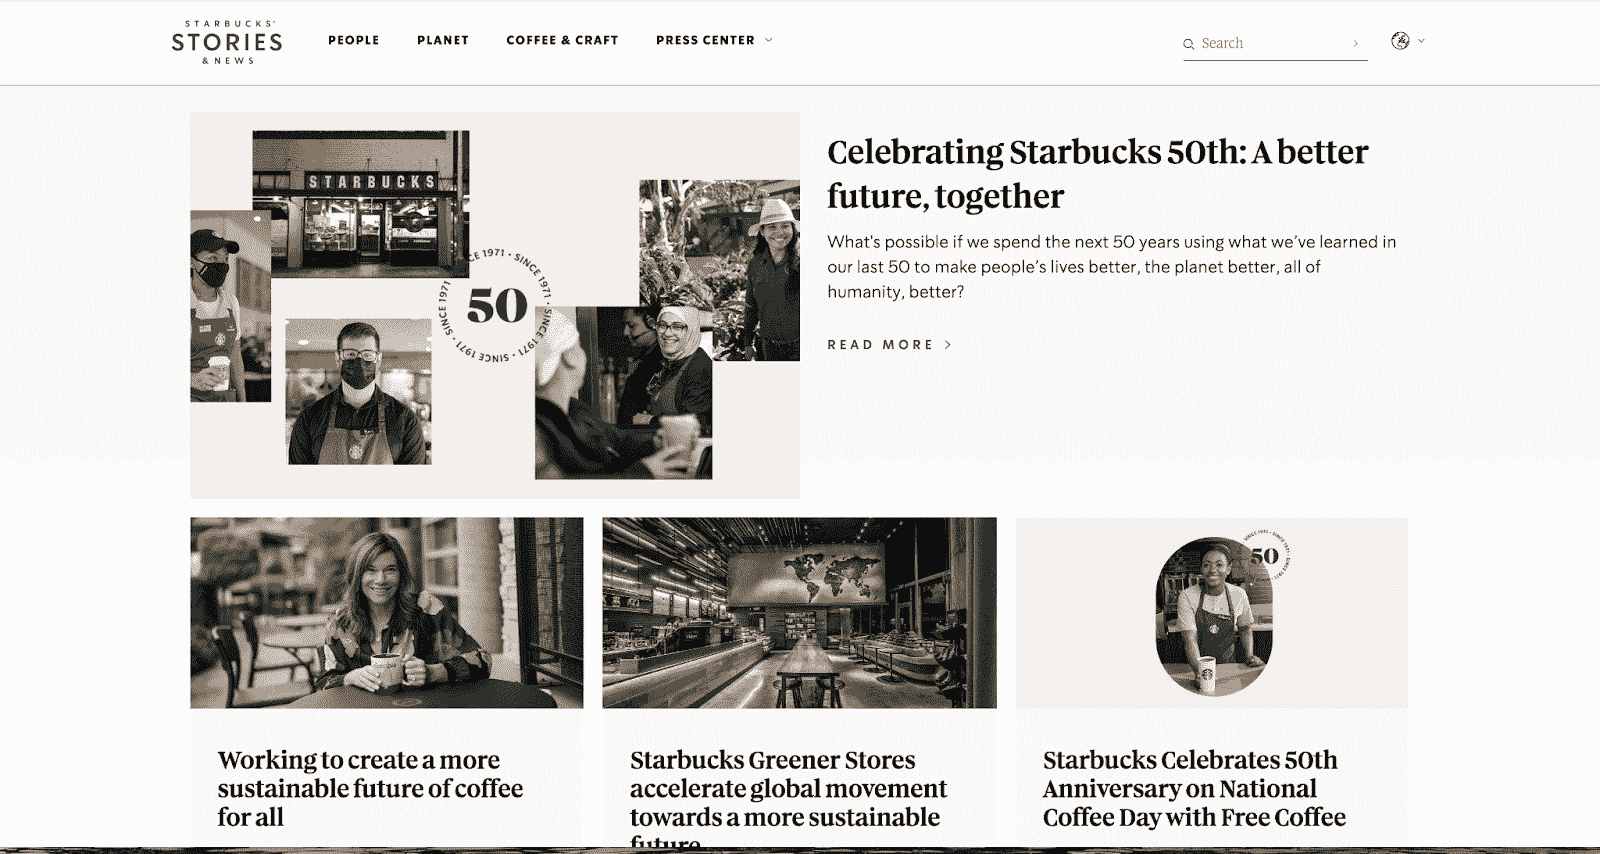 STARBUCKS®
STORIES
& NEWS
PEOPLE
PLANET
COFFEE & CRAFT
PRESS CENTER
Search
STARBUCKS
SINCE 1971 • SINCE 1971 • SINCE 1971 • SINCE 1971 •
50
Celebrating Starbucks 50th: A better
future, together
What's possible if we spend the next 50 years using what we’ve learned in
our last 50 to make people’s lives better, the planet better, all of
humanity, better?
READ MORE
50
Working to create a more
sustainable future of coffee
for all
Starbucks Greener Stores
accelerate global movement
towards a more sustainable
future
Starbucks Celebrates 50th
Anniversary on National
Coffee Day with Free Coffee